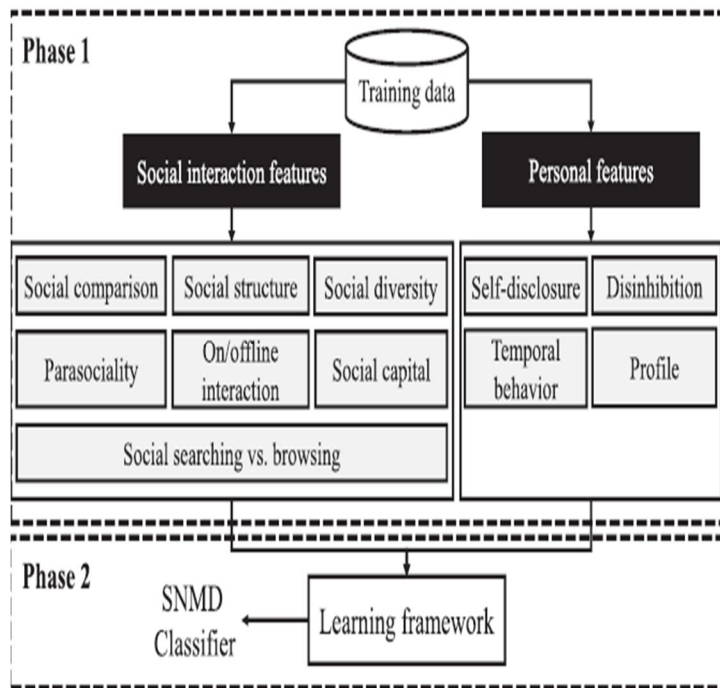 Phase 1
Training data
Social interaction features
Personal features
Social comparison
Social structure
Social diversity
Self-disclosure
Disinhibition
Parasociality
On/offline
interaction
Social capital
Temporal
behavior
Profile
Social searching vs. browsing
Phase 2
SNMD
Classifier
Learning framework